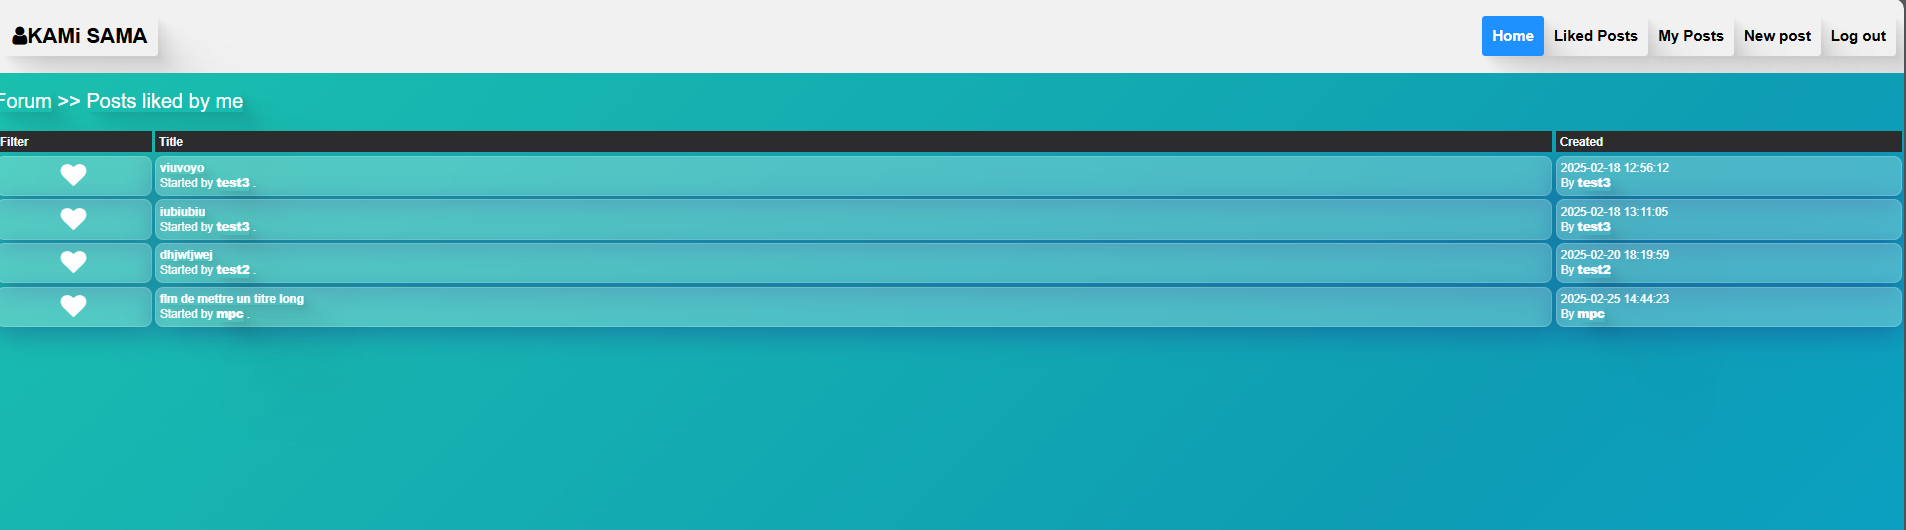 KAMi SAMA Home Liked Posts My Posts New post Log out
Forum >> Posts liked by me
Filter Title Created
viuvoyo 2025-02-18 12:56:12
Started by test3 . By test3
iubiubiu 2025-02-18 13:11:05
Started by test3 . By test3
dhjwtjwej 2025-02-20 18:19:59
Started by test2 . By test2
flm de mettre un titre long 2025-02-25 14:44:23
Started by mpc . By mpc